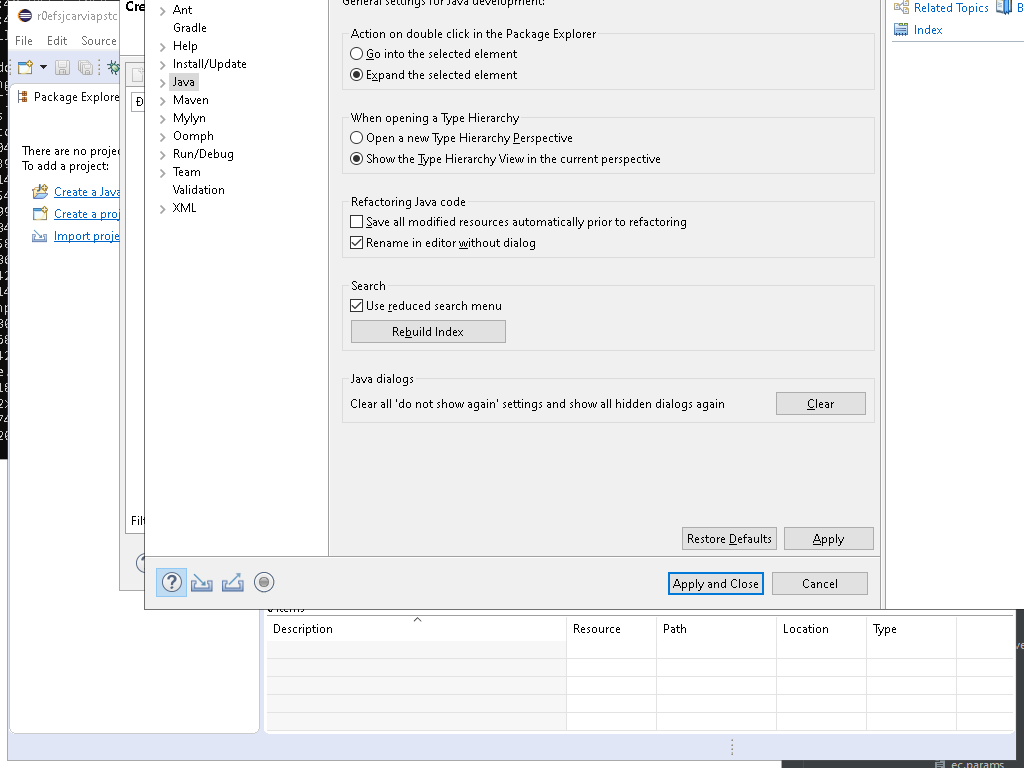 General settings for Java development:
Cre
r0efsjcarviapstc
File Edit Source
Package Explore
There are no projec
To add a project:
Create a Java
Create a proj
Import proje
Filt
Ant
Gradle
Help
Install/Update
Java
Maven
Mylyn
Oomph
Run/Debug
Team
Validation
XML
Action on double click in the Package Explorer
Go into the selected element
Expand the selected element
When opening a Type Hierarchy
Open a new Type Hierarchy Perspective
Show the Type Hierarchy View in the current perspective
Refactoring Java code
Save all modified resources automatically prior to refactoring
Rename in editor without dialog
Search
Use reduced search menu
Rebuild Index
Java dialogs
Clear all 'do not show again' settings and show all hidden dialogs again
Clear
Restore Defaults
Apply
Apply and Close
Cancel
Related Topics
B
Index
items
Description Resource Path Location Type
ec.params